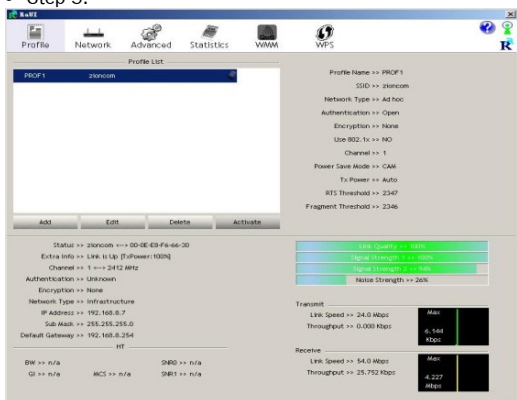 Step 5:
RaUI
Profile Network Advanced Statistics WMM WPS
Profile List
PROF1 zioncom
Add Edit Delete Activate
Profile Name >> PROF1
SSID >> zioncom
Network Type >> Ad hoc
Authentication >> Open
Encryption >> None
Use 802.1x >> NO
Channel >> 1
Power Save Mode >> CAM
Tx Power >> Auto
RTS Threshold >> 2347
Fragment Threshold >> 2346
Status >> zioncom <--> 00-0E-E8-F6-66-3D
Extra Info >> Link is Up [TxPower:100%]
Channel >> 1 <--> 2412 MHz
Authentication >> Unknown
Encryption >> None
Network Type >> Infrastructure
IP Address >> 192.168.0.7
Sub Mask >> 255.255.255.0
Default Gateway >> 192.168.0.254
HT
BW >> n/a SNR0 >> n/a
GI >> n/a MCS >> n/a SNR1 >> n/a
Link Quality >> 100%
Signal Strength 1 >> 100%
Signal Strength 2 >> 94%
Noise Strength >> 26%
Transmit
Link Speed >> 24.0 Mbps
Throughput >> 0.000 Kbps
Max
6.144
Kbps
Receive
Link Speed >> 54.0 Mbps
Throughput >> 25.752 Kbps
Max
4.227
Mbps